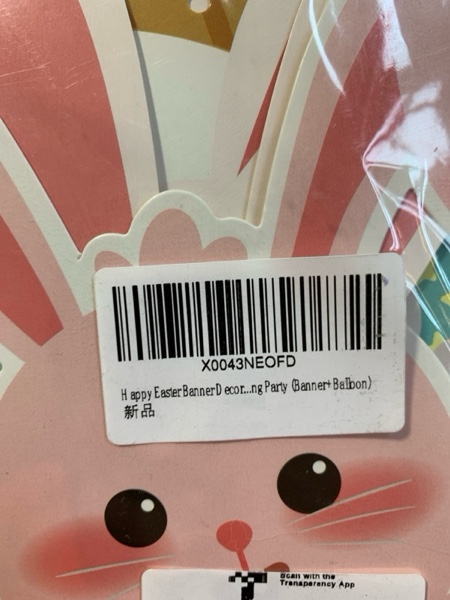 X0043NEOFD
Happy Easter Banner Decor...ng Party (Banner+Balloon)
新品
Scan with the
Transparency App